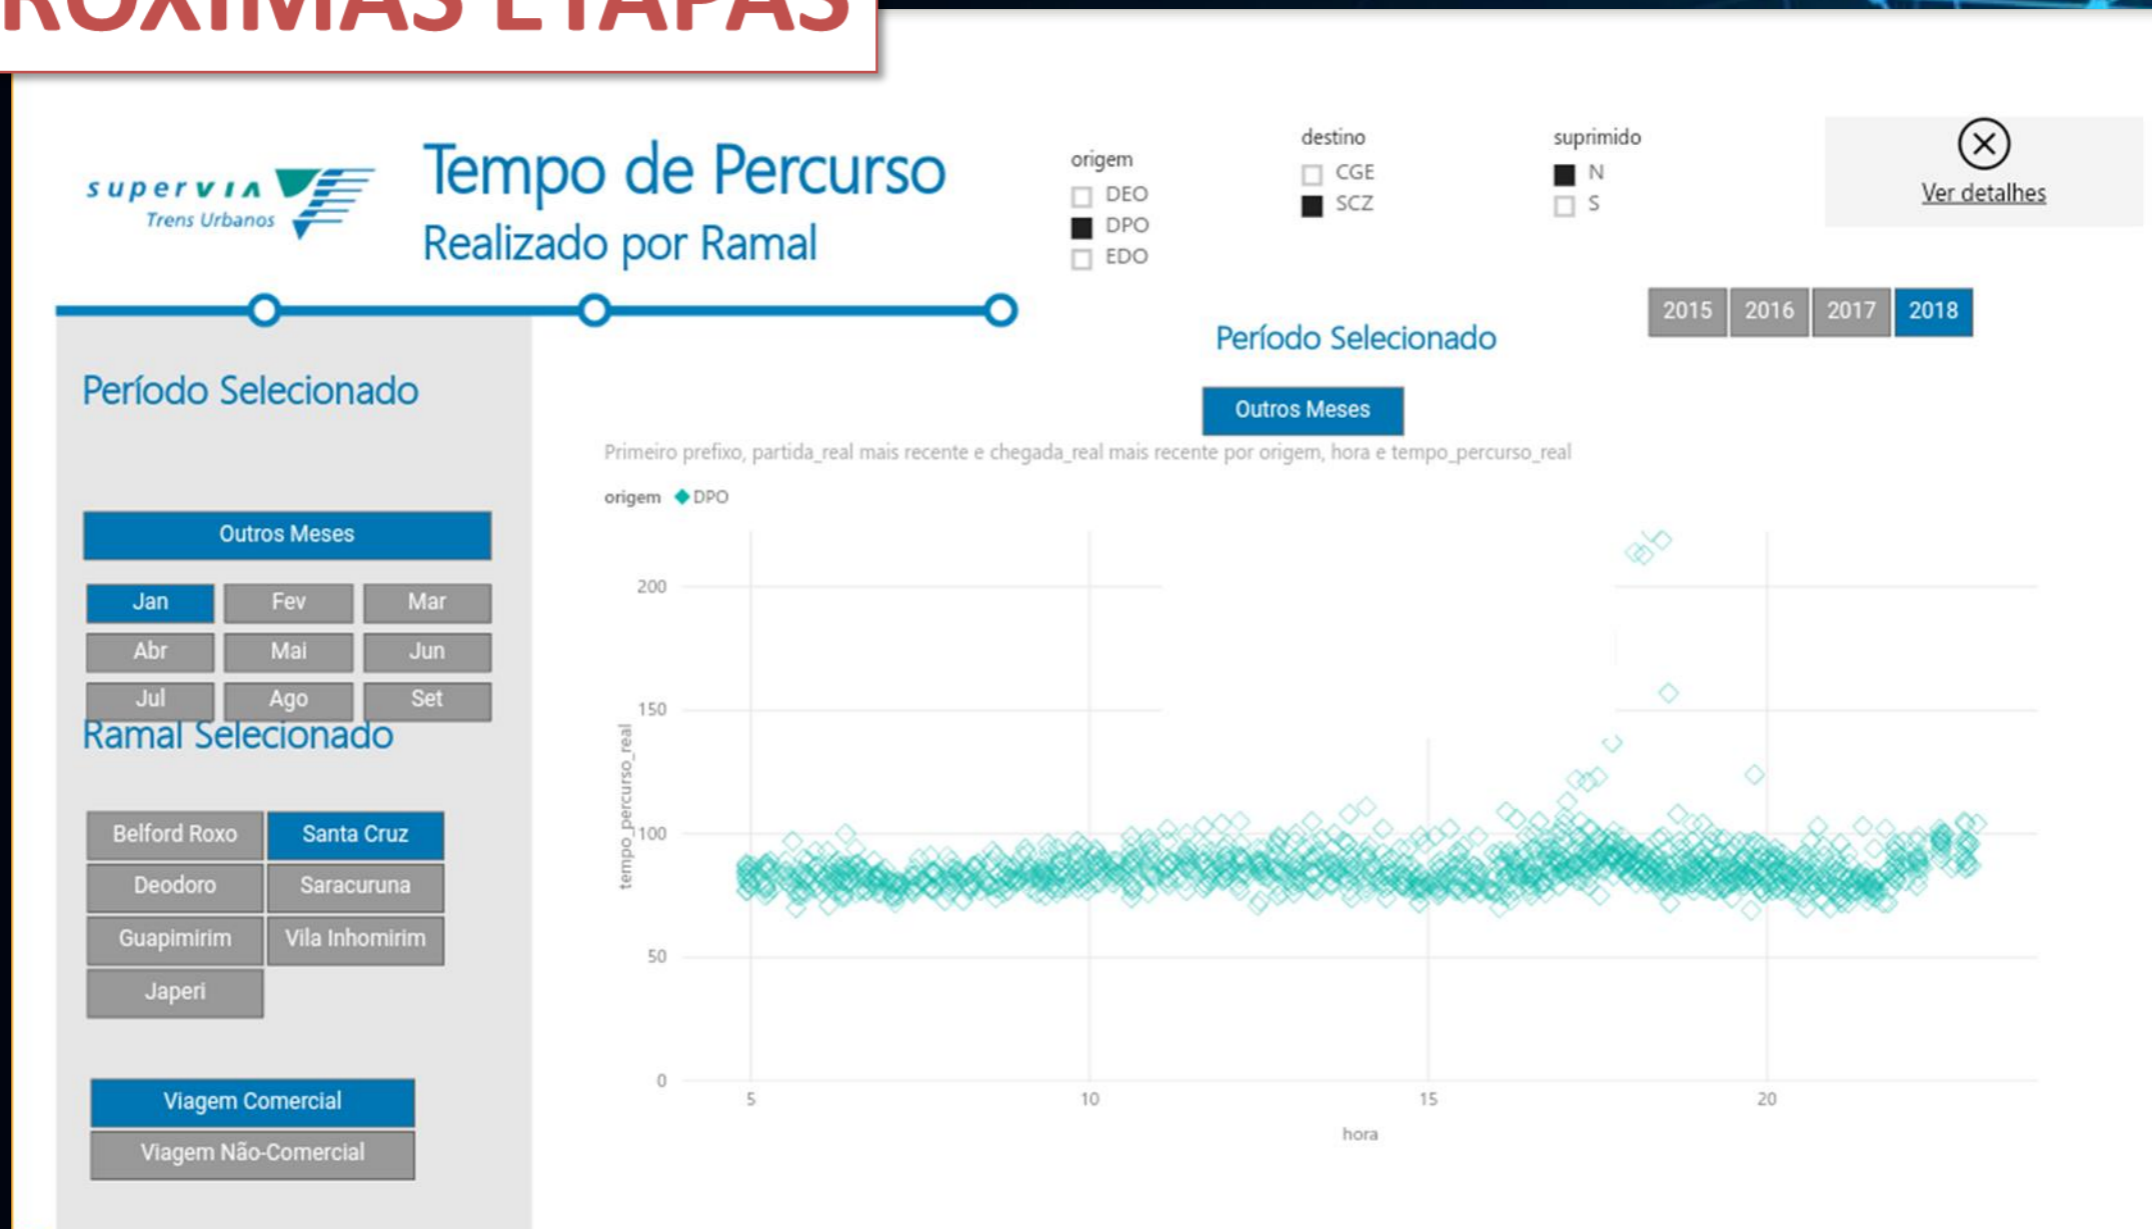 RÓXIMAS ETAPAS
supervia
Trens Urbanos
Tempo de Percurso
Realizado por Ramal
origem
DEO
DPO
EDO
destino
CGE
SCZ
suprimido
N
S
Ver detalhes
2015 2016 2017 2018
Período Selecionado
Outros Meses
Período Selecionado
Outros Meses
Jan Fev Mar
Abr Mai Jun
Jul Ago Set
Ramal Selecionado
Belford Roxo Santa Cruz
Deodoro Saracuruna
Guapimirim Vila Inhomirim
Japeri
Viagem Comercial
Viagem Não-Comercial
Primeiro prefixo, partida_real mais recente e chegada_real mais recente por origem, hora e tempo_percurso_real
origem DPO
tempo_percurso_real
200
150
100
50
0
5 10 15 20
hora